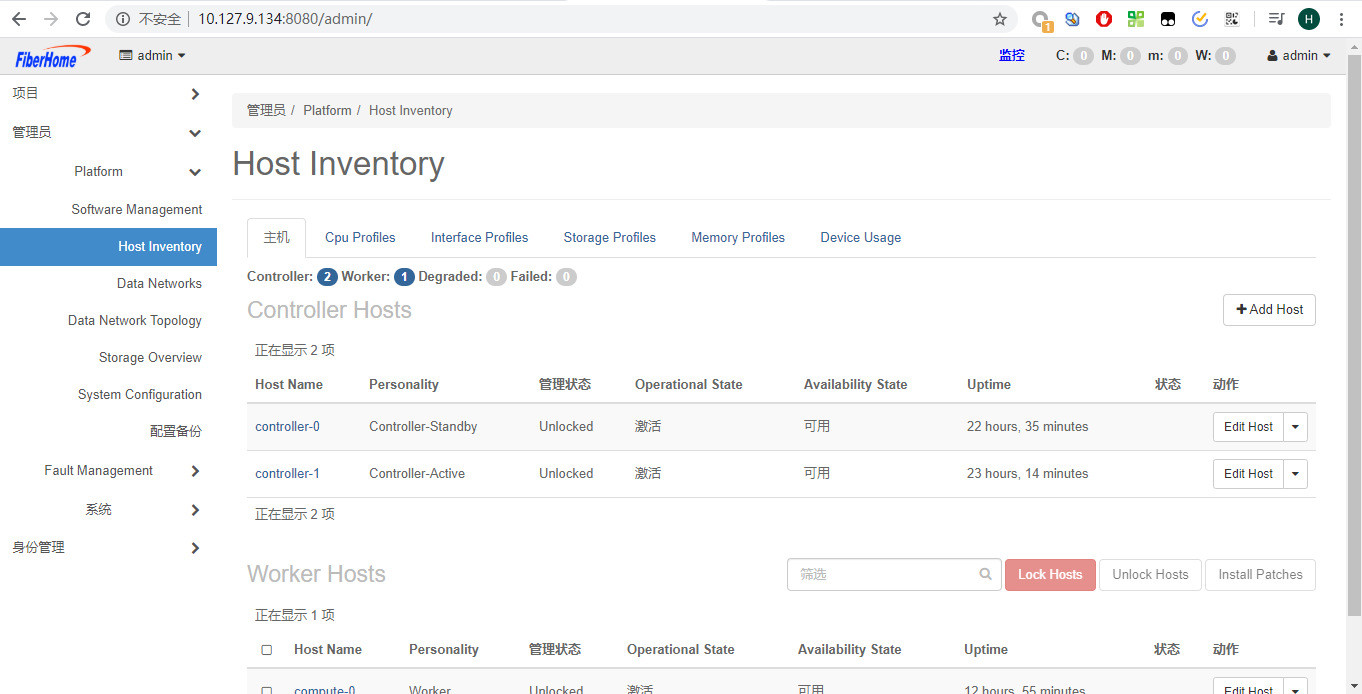 不安全 10.127.9.134:8080/admin/
1
H
FiberHome admin 监控 C: 0 M: 0 m: 0 W: 0 admin
项目
管理员
Platform
Software Management
Host Inventory
Data Networks
Data Network Topology
Storage Overview
System Configuration
配置备份
Fault Management
系统
身份管理
管理员 / Platform / Host Inventory
Host Inventory
主机 Cpu Profiles Interface Profiles Storage Profiles Memory Profiles Device Usage
Controller: 2 Worker: 1 Degraded: 0 Failed: 0
Controller Hosts
Add Host
正在显示 2 项
Host Name Personality 管理状态 Operational State Availability State Uptime 状态 动作
controller-0 Controller-Standby Unlocked 激活 可用 22 hours, 35 minutes Edit Host
controller-1 Controller-Active Unlocked 激活 可用 23 hours, 14 minutes Edit Host
正在显示 2 项
Worker Hosts 筛选 Lock Hosts Unlock Hosts Install Patches
正在显示 1 项
Host Name Personality 管理状态 Operational State Availability State Uptime 状态 动作
compute-0 Worker Unlocked 激活 可用 12 hours, 55 minutes Edit Host